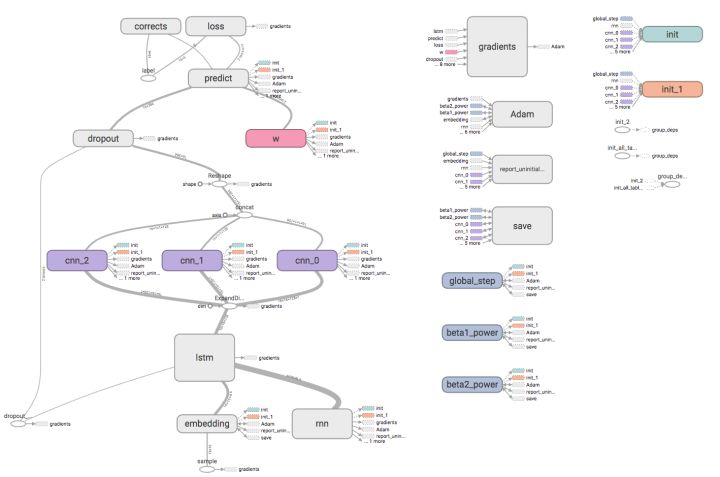 corrects
loss
gradients
label
predict
init
init_1
gradients
Adam
report_unin...
... 1 more
dropout
gradients
w
init
init_1
gradients
Adam
report_unin...
... 1 more
Reshape
shape
gradients
concat
axis
cnn_2
init
init_1
gradients
Adam
report_unin...
... 1 more
cnn_1
init
init_1
gradients
Adam
report_unin...
... 1 more
cnn_0
init
init_1
gradients
Adam
report_unin...
... 1 more
ExpandDi...
dim
gradients
lstm
gradients
dropout_
gradients
embedding
init
init_1
gradients
Adam
report_unin...
save
rnn
init
init_1
gradients
Adam
report_unin...
... 1 more
sample
gradients
lstm
predict
loss
w
dropout
... 8 more
gradients
Adam
gradients
beta2_power
beta1_power
embedding
rnn
... 6 more
Adam
global_step
embedding
rnn
cnn_0
cnn_1
... 5 more
report_uninitial...
beta1_power
beta2_power
cnn_0
cnn_1
cnn_2
... 5 more
save
global_step
init
init_1
Adam
report_unin...
save
beta1_power
init
init_1
Adam
report_unin...
save
beta2_power
init
init_1
Adam
report_unin...
save
global_step
rnn
cnn_0
cnn_1
cnn_2
... 5 more
init
global_step
rnn
cnn_0
cnn_1
cnn_2
... 5 more
init_1
init_2
group_deps
init_all_ta...
group_deps
group_de...
init_2
init_all_tabl...